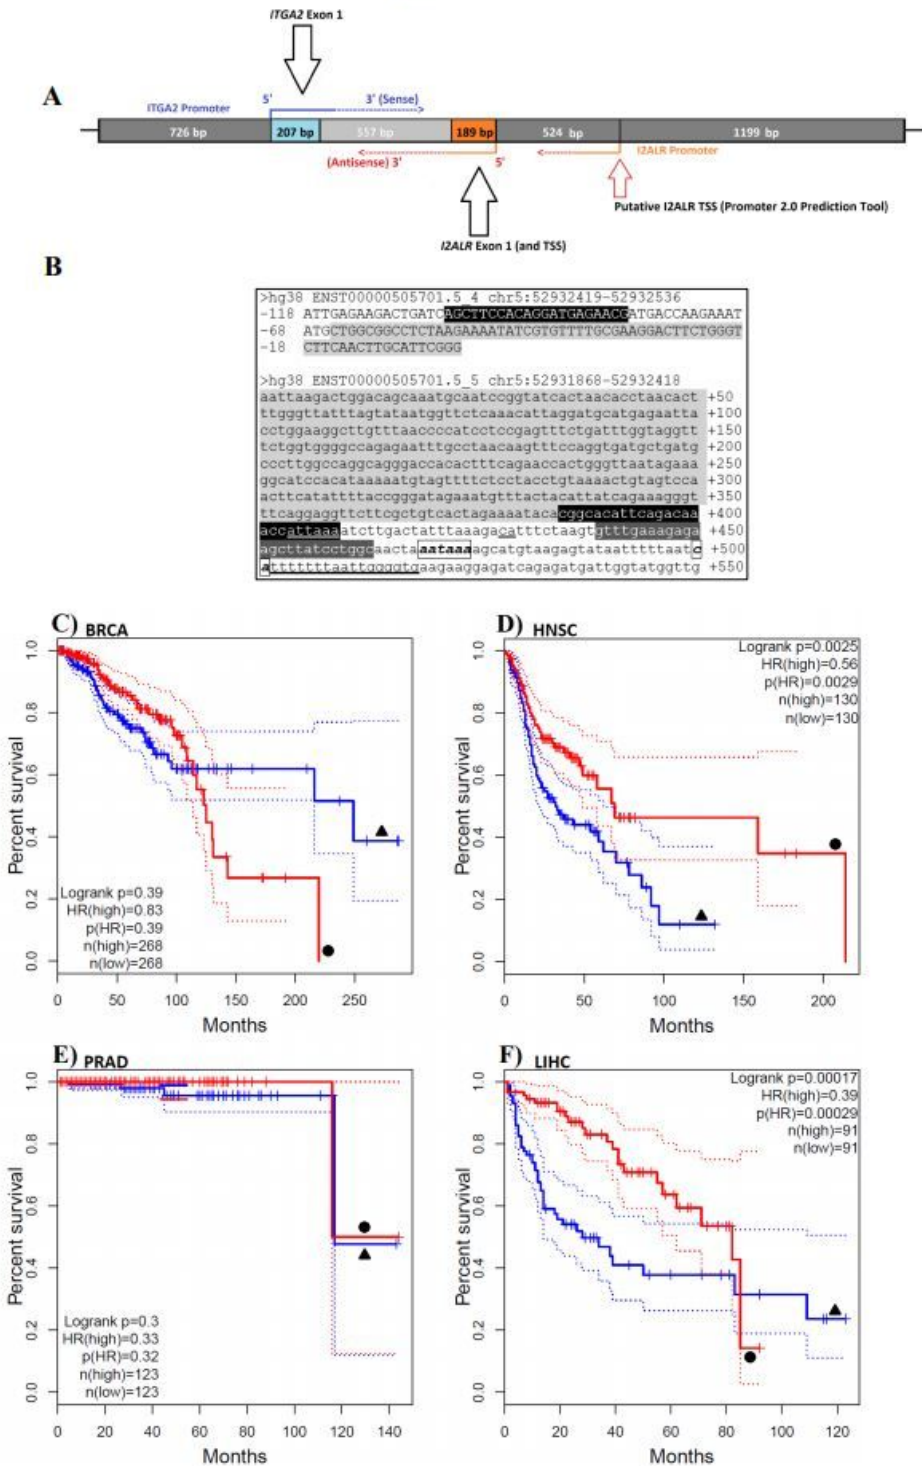 ITGA2 Exon 1
A
ITGA2 Promoter
5'
3' (Sense)
726 bp
207 bp
557 bp
189 bp
524 bp
1199 bp
(Antisense) 3'
5'
I2ALR Promoter
Putative I2ALR TSS (Promoter 2.0 Prediction Tool)
I2ALR Exon 1 (and TSS)
B
>hg38 ENST00000505701.5_4 chr5:52932419-52932536
-118 ATTGAGAAGACTGATCAGCTTCCACAGGATGAGAACGATGACCAAGAAAT
-68 ATGCTGGCGGCCTCTAAGAAAATATCGTGTTTTGCGAAGGACTTCTGGGT
-18 CTTCAACTTGCATTCGGG
>hg38 ENST00000505701.5_5 chr5:52931868-52932418
aattaagactggacagcaaatgcaatccggtatcactaacacctaacact +50
ttgggttatttagtataatggttctcaaacattaggatgcatgagaatta +100
cctggaaggcttgtttaaccccatcctccgagtttctgatttggtaggtt +150
tctggtggggccagagaatttgcctaacaagtttccaggtgatgctgatg +200
cccttggccaggcagggaccacactttcagaaccactgggttaatagaaa +250
ggcatccacataaaaatgtagttttctccctacctgtaaaactgtagtcca +300
acttcatattttaccgggatagaaatgtttactacattatcagaaagggt +350
ttcaggaggttcttcgctgtcactagaaaatacacggcacattcagacaa +400
accattaaaatcttgactatttaaagacatttctaagtgtttgaaagaga +450
agcttatcctggcaactaaataaaagcatgtaagagtataatttttaatc +500
atttttttaattggggtgaagaaggagatcagagatgattggtatggttg +550
C) BRCA
Percent survival
1.0
0.8
0.6
0.4
0.2
0.0
Logrank p=0.39
HR(high)=0.83
p(HR)=0.39
n(high)=268
n(low)=268
0 50 100 150 200 250
Months
D) HNSC
Percent survival
1.0
0.8
0.6
0.4
0.2
0.0
Logrank p=0.0025
HR(high)=0.56
p(HR)=0.0029
n(high)=130
n(low)=130
0 50 100 150 200
Months
E) PRAD
Percent survival
1.0
0.8
0.6
0.4
0.2
0.0
Logrank p=0.3
HR(high)=0.33
p(HR)=0.32
n(high)=123
n(low)=123
0 20 40 60 80 100 120 140
Months
F) LIHC
Percent survival
1.0
0.8
0.6
0.4
0.2
0.0
Logrank p=0.00017
HR(high)=0.39
p(HR)=0.00029
n(high)=91
n(low)=91
0 20 40 60 80 100 120
Months